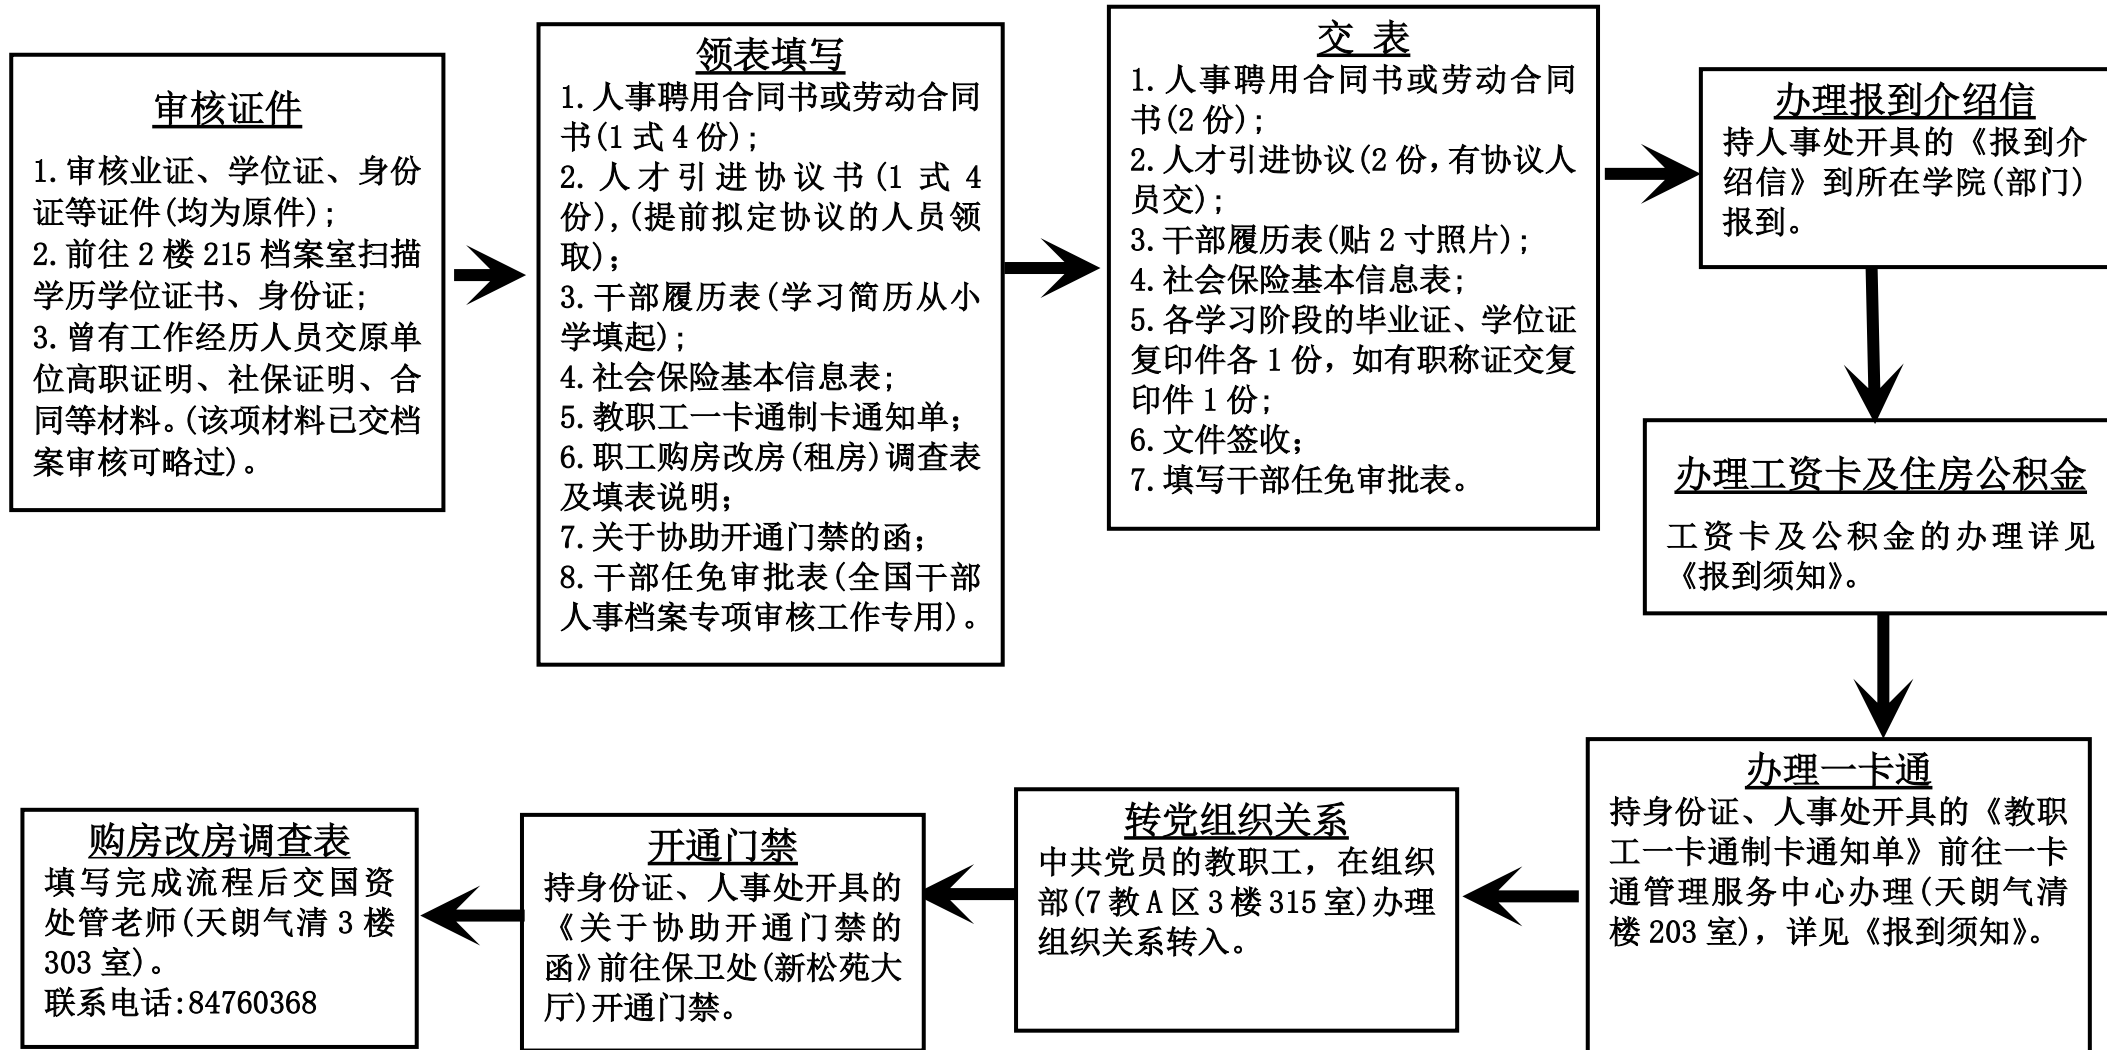 审核证件
1.审核业证、学位证、身份
证等证件(均为原件);
2.前往 2 楼 215 档案室扫描
学历学位证书、身份证;
3.曾有工作经历人员交原单
位高职证明、社保证明、合
同等材料。(该项材料已交档
案审核可略过)。
领表填写
1.人事聘用合同书或劳动合同
书(1 式 4 份);
2.人才引进协议书(1 式 4
份),(提前拟定协议的人员领
取);
3.干部履历表(学习简历从小
学填起);
4.社会保险基本信息表;
5.教职工一卡通制卡通知单;
6.职工购房改房(租房)调查表
及填表说明;
7.关于协助开通门禁的函;
8.干部任免审批表(全国干部
人事档案专项审核工作专用)。
交 表
1.人事聘用合同书或劳动合同
书(2 份);
2.人才引进协议(2 份,有协议人
员交);
3.干部履历表(贴 2 寸照片);
4.社会保险基本信息表;
5.各学习阶段的毕业证、学位证
复印件各 1 份，如有职称证交复
印件 1 份;
6.文件签收;
7.填写干部任免审批表。
办理报到介绍信
持人事处开具的《报到介
绍信》到所在学院(部门)
报到。
办理工资卡及住房公积金
工资卡及公积金的办理详见
《报到须知》。
办理一卡通
持身份证、人事处开具的《教职
工一卡通制卡通知单》前往一卡
通管理服务中心办理(天朗气清
楼 203 室)，详见《报到须知》。
转党组织关系
中共党员的教职工，在组织
部(7 教 A 区 3 楼 315 室)办理
组织关系转入。
开通门禁
持身份证、人事处开具的
《关于协助开通门禁的
函》前往保卫处(新松苑大
厅)开通门禁。
购房改房调查表
填写完成流程后交国资
处管老师(天朗气清 3 楼
303 室)。
联系电话:84760368